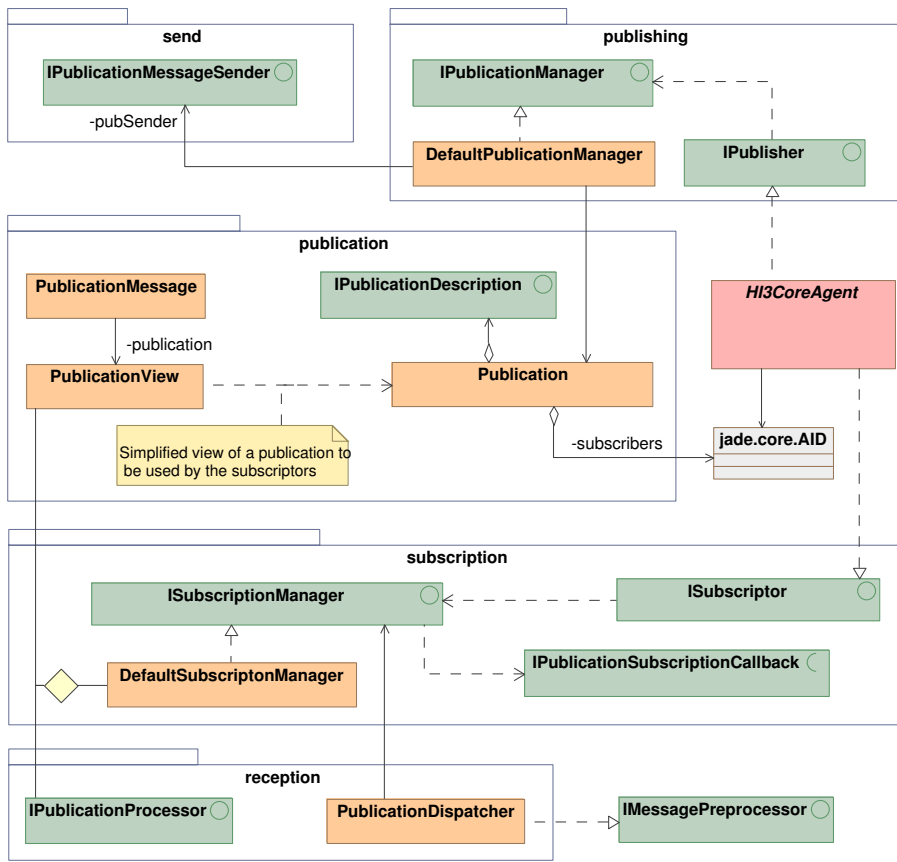 send
IPublicationMessageSender
-pubSender
publishing
IPublicationManager
DefaultPublicationManager
IPublisher
publication
PublicationMessage
-publication
PublicationView
IPublicationDescription
Publication
-subscribers
Simplified view of a publication to
be used by the subscriptors
HI3CoreAgent
jade.core.AID
subscription
ISubscriptionManager
ISubscriptor
DefaultSubscriptonManager
IPublicationSubscriptionCallback
reception
IPublicationProcessor
PublicationDispatcher
IMessagePreprocessor